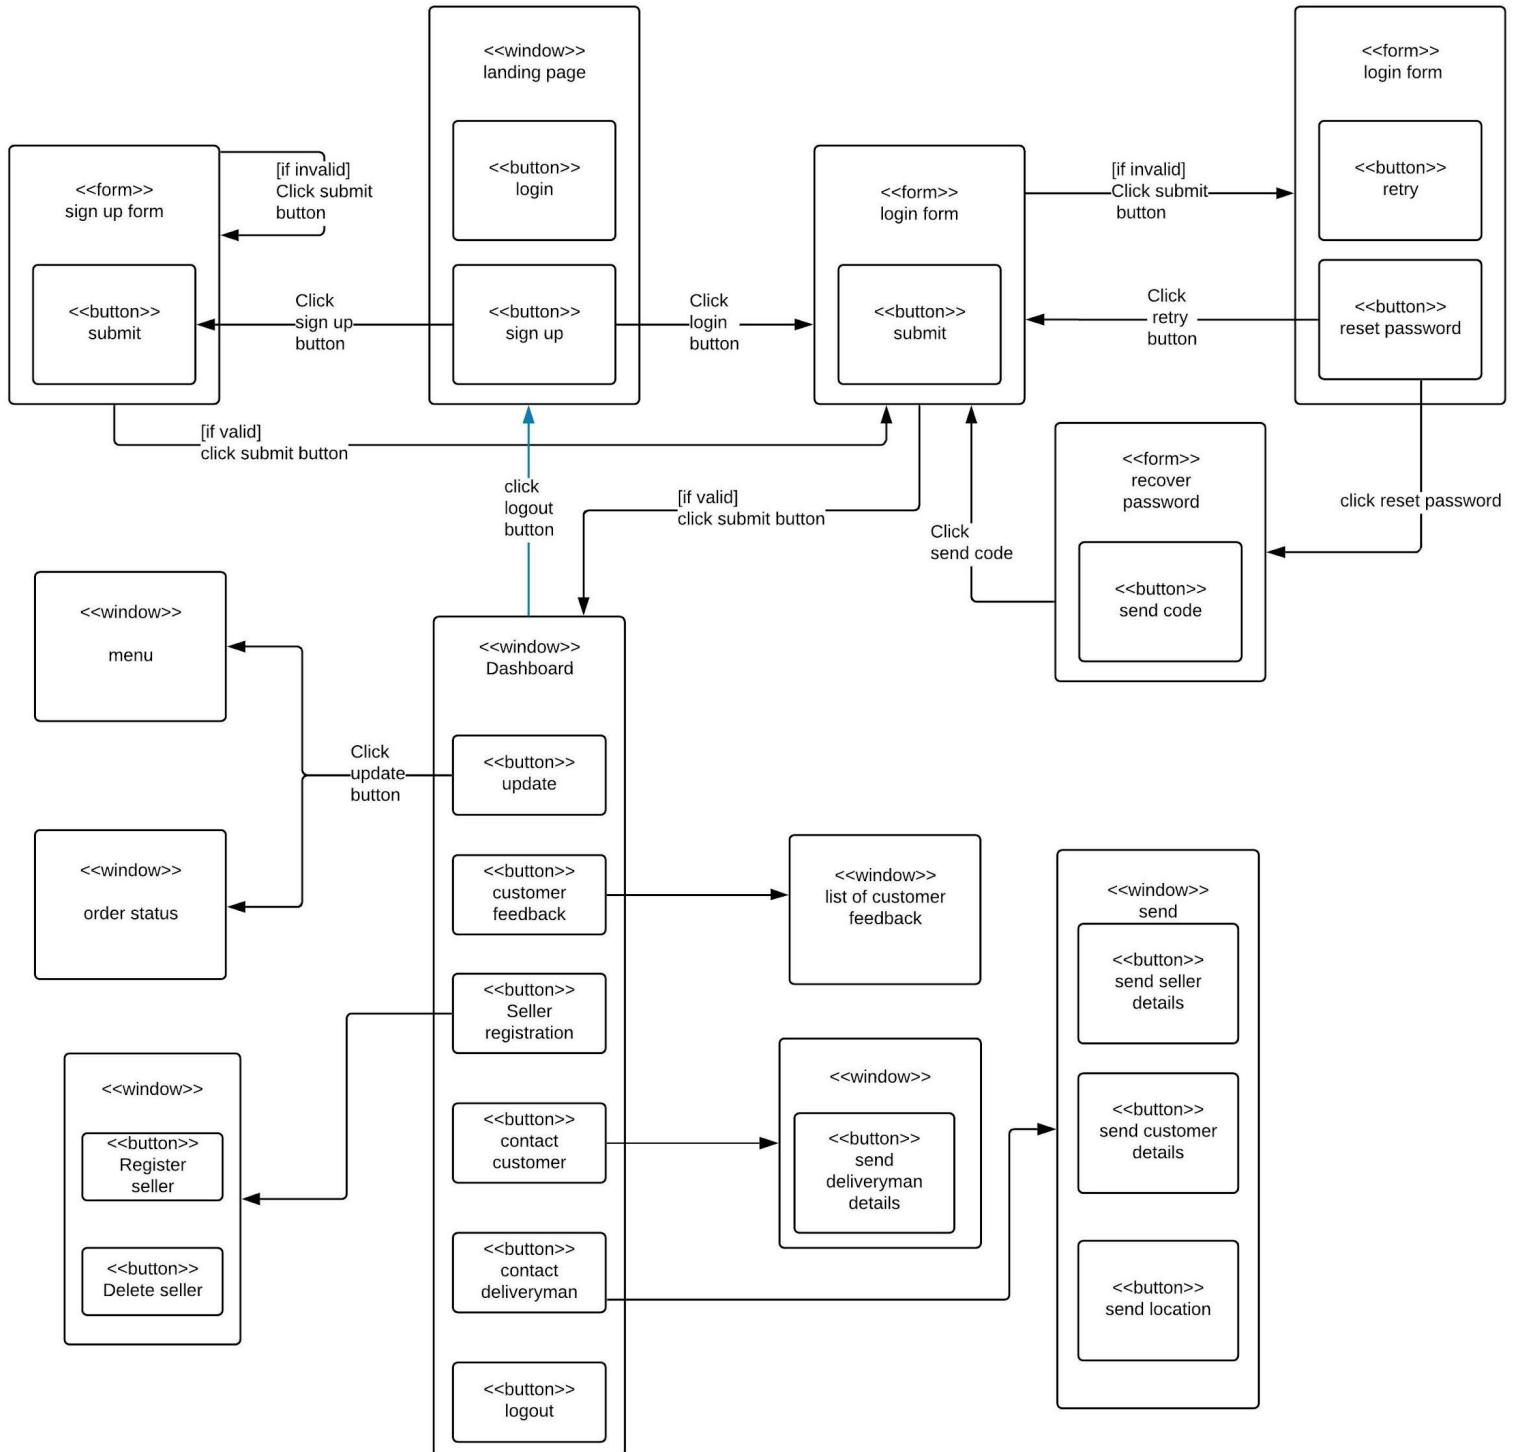 <<window>>
landing page
<<button>>
login
<<button>>
sign up
<<form>>
sign up form
<<button>>
submit
[if invalid]
Click submit
button
Click
sign up
button
Click
login
button
<<form>>
login form
<<button>>
submit
[if invalid]
Click submit
button
Click
retry
button
<<form>>
login form
<<button>>
retry
<<button>>
reset password
[if valid]
click submit button
click
logout
button
[if valid]
click submit button
Click
send code
<<form>>
recover
password
<<button>>
send code
click reset password
<<window>>
menu
<<window>>
order status
Click
update
button
<<window>>
Dashboard
<<button>>
update
<<button>>
customer
feedback
<<button>>
Seller
registration
<<button>>
contact
customer
<<button>>
contact
deliveryman
<<button>>
logout
<<window>>
list of customer
feedback
<<window>>
<<button>>
send
deliveryman
details
<<window>>
send
<<button>>
send seller
details
<<button>>
send customer
details
<<button>>
send location
<<window>>
<<button>>
Register
seller
<<button>>
Delete seller